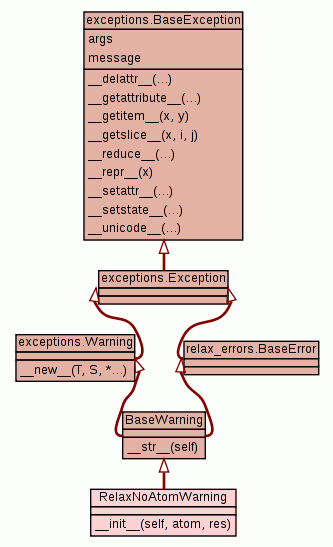 exceptions.BaseException
args
message
__delattr__(...)
__getattribute__(...)
__getitem__(x, y)
__getslice__(x, i, j)
__reduce__(...)
__repr__(x)
__setattr__(...)
__setstate__(...)
__unicode__(...)
exceptions.Exception
exceptions.Warning
__new__(T, S, *...)
relax_errors.BaseError
BaseWarning
__str__(self)
RelaxNoAtomWarning
__init__(self, atom, res)